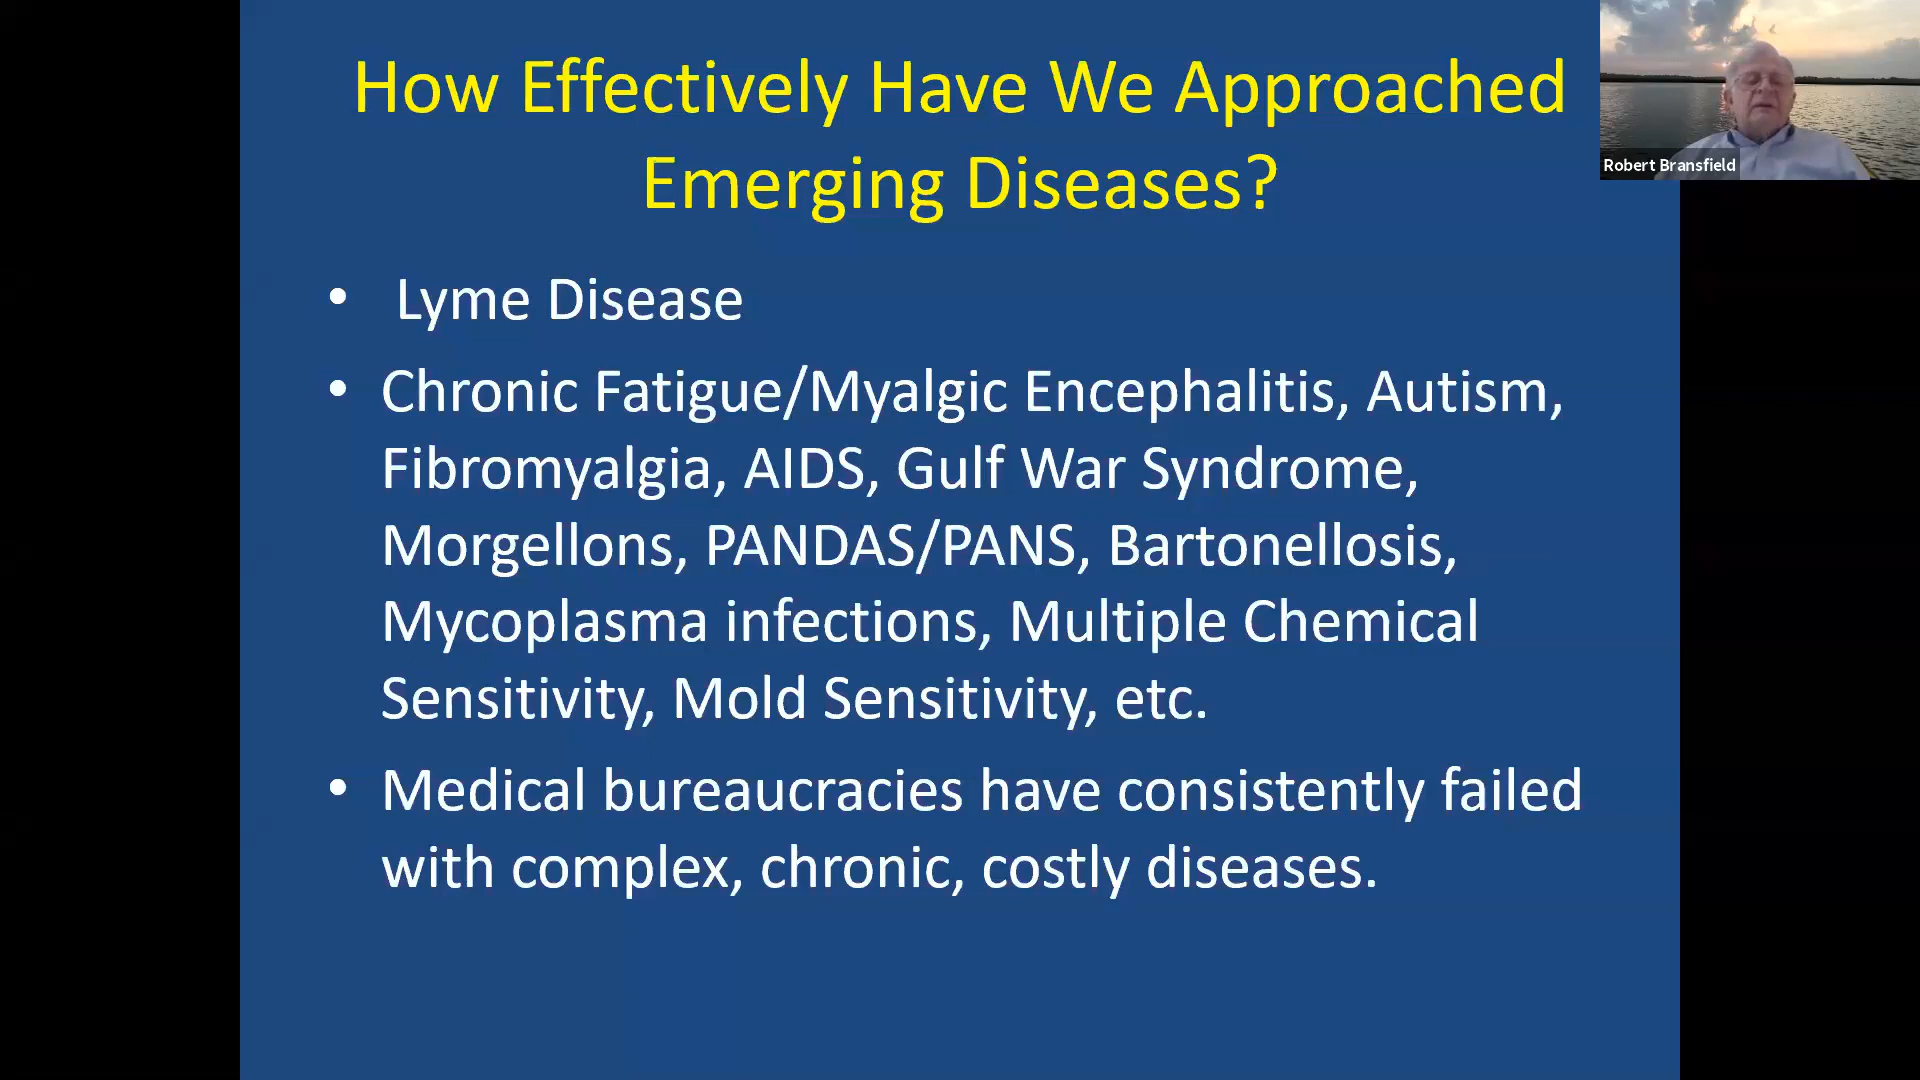 How Effectively Have We Approached
Emerging Diseases?
Robert Bransfield
• Lyme Disease
• Chronic Fatigue/Myalgic Encephalitis, Autism,
Fibromyalgia, AIDS, Gulf War Syndrome,
Morgellons, PANDAS/PANS, Bartonellosis,
Mycoplasma infections, Multiple Chemical
Sensitivity, Mold Sensitivity, etc.
• Medical bureaucracies have consistently failed
with complex, chronic, costly diseases.